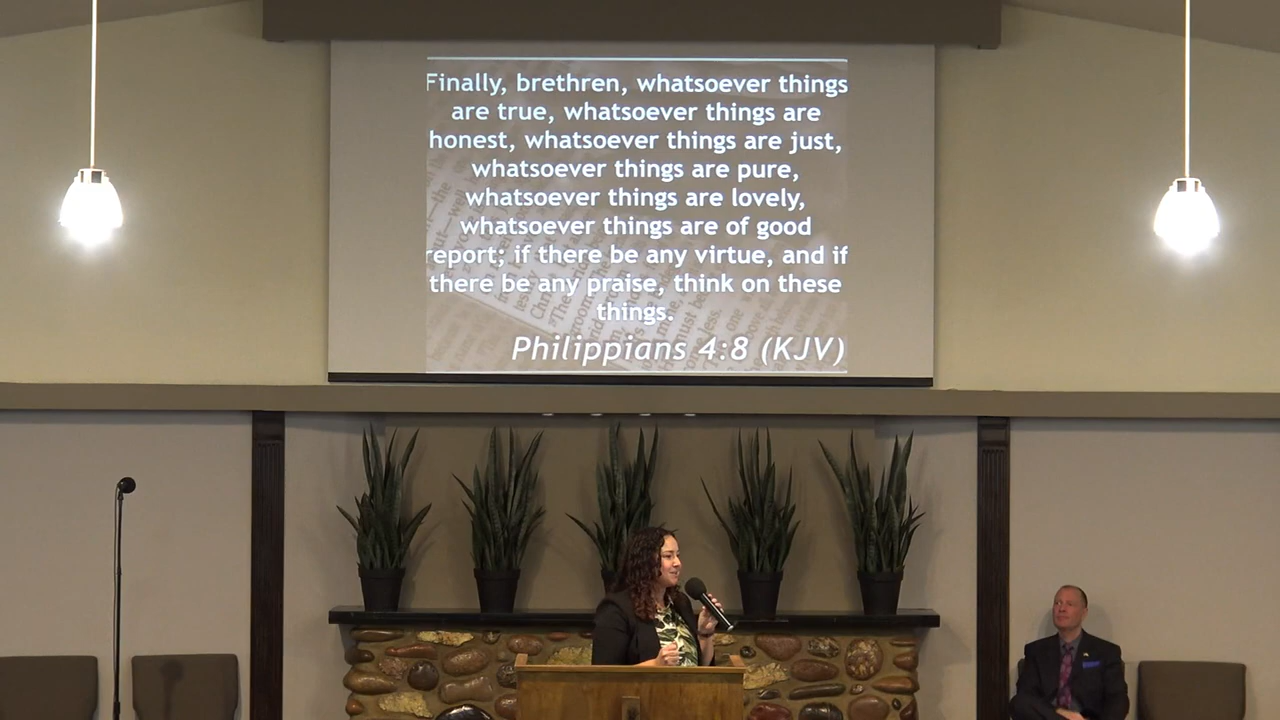 Finally, brethren, whatsoever things
are true, whatsoever things are
honest, whatsoever things are just,
whatsoever things are pure,
whatsoever things are lovely,
whatsoever things are of good
report; if there be any virtue, and if
there be any praise, think on these
things.
Philippians 4:8 (KJV)